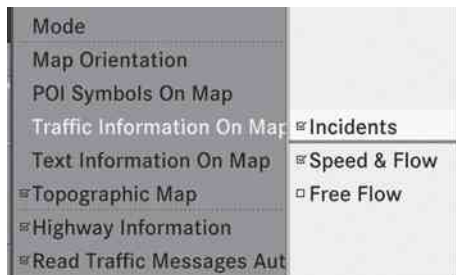 Mode
Map Orientation
POI Symbols On Map
Traffic Information On Map
Incidents
Text Information On Map
Speed & Flow
Topographic Map
Free Flow
Highway Information
Read Traffic Messages Aut